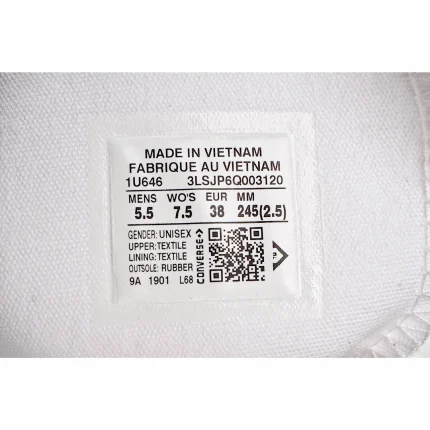 MADE IN VIETNAM
FABRIQUE AU VIETNAM
1U646 3LSJP6Q003120
MENS WO'S EUR MM
5.5 7.5 38 245(2.5)
GENDER: UNISEX
UPPER:TEXTILE
LINING:TEXTILE
OUTSOLE: RUBBER
9A 1901 L68
CONVERSE
P